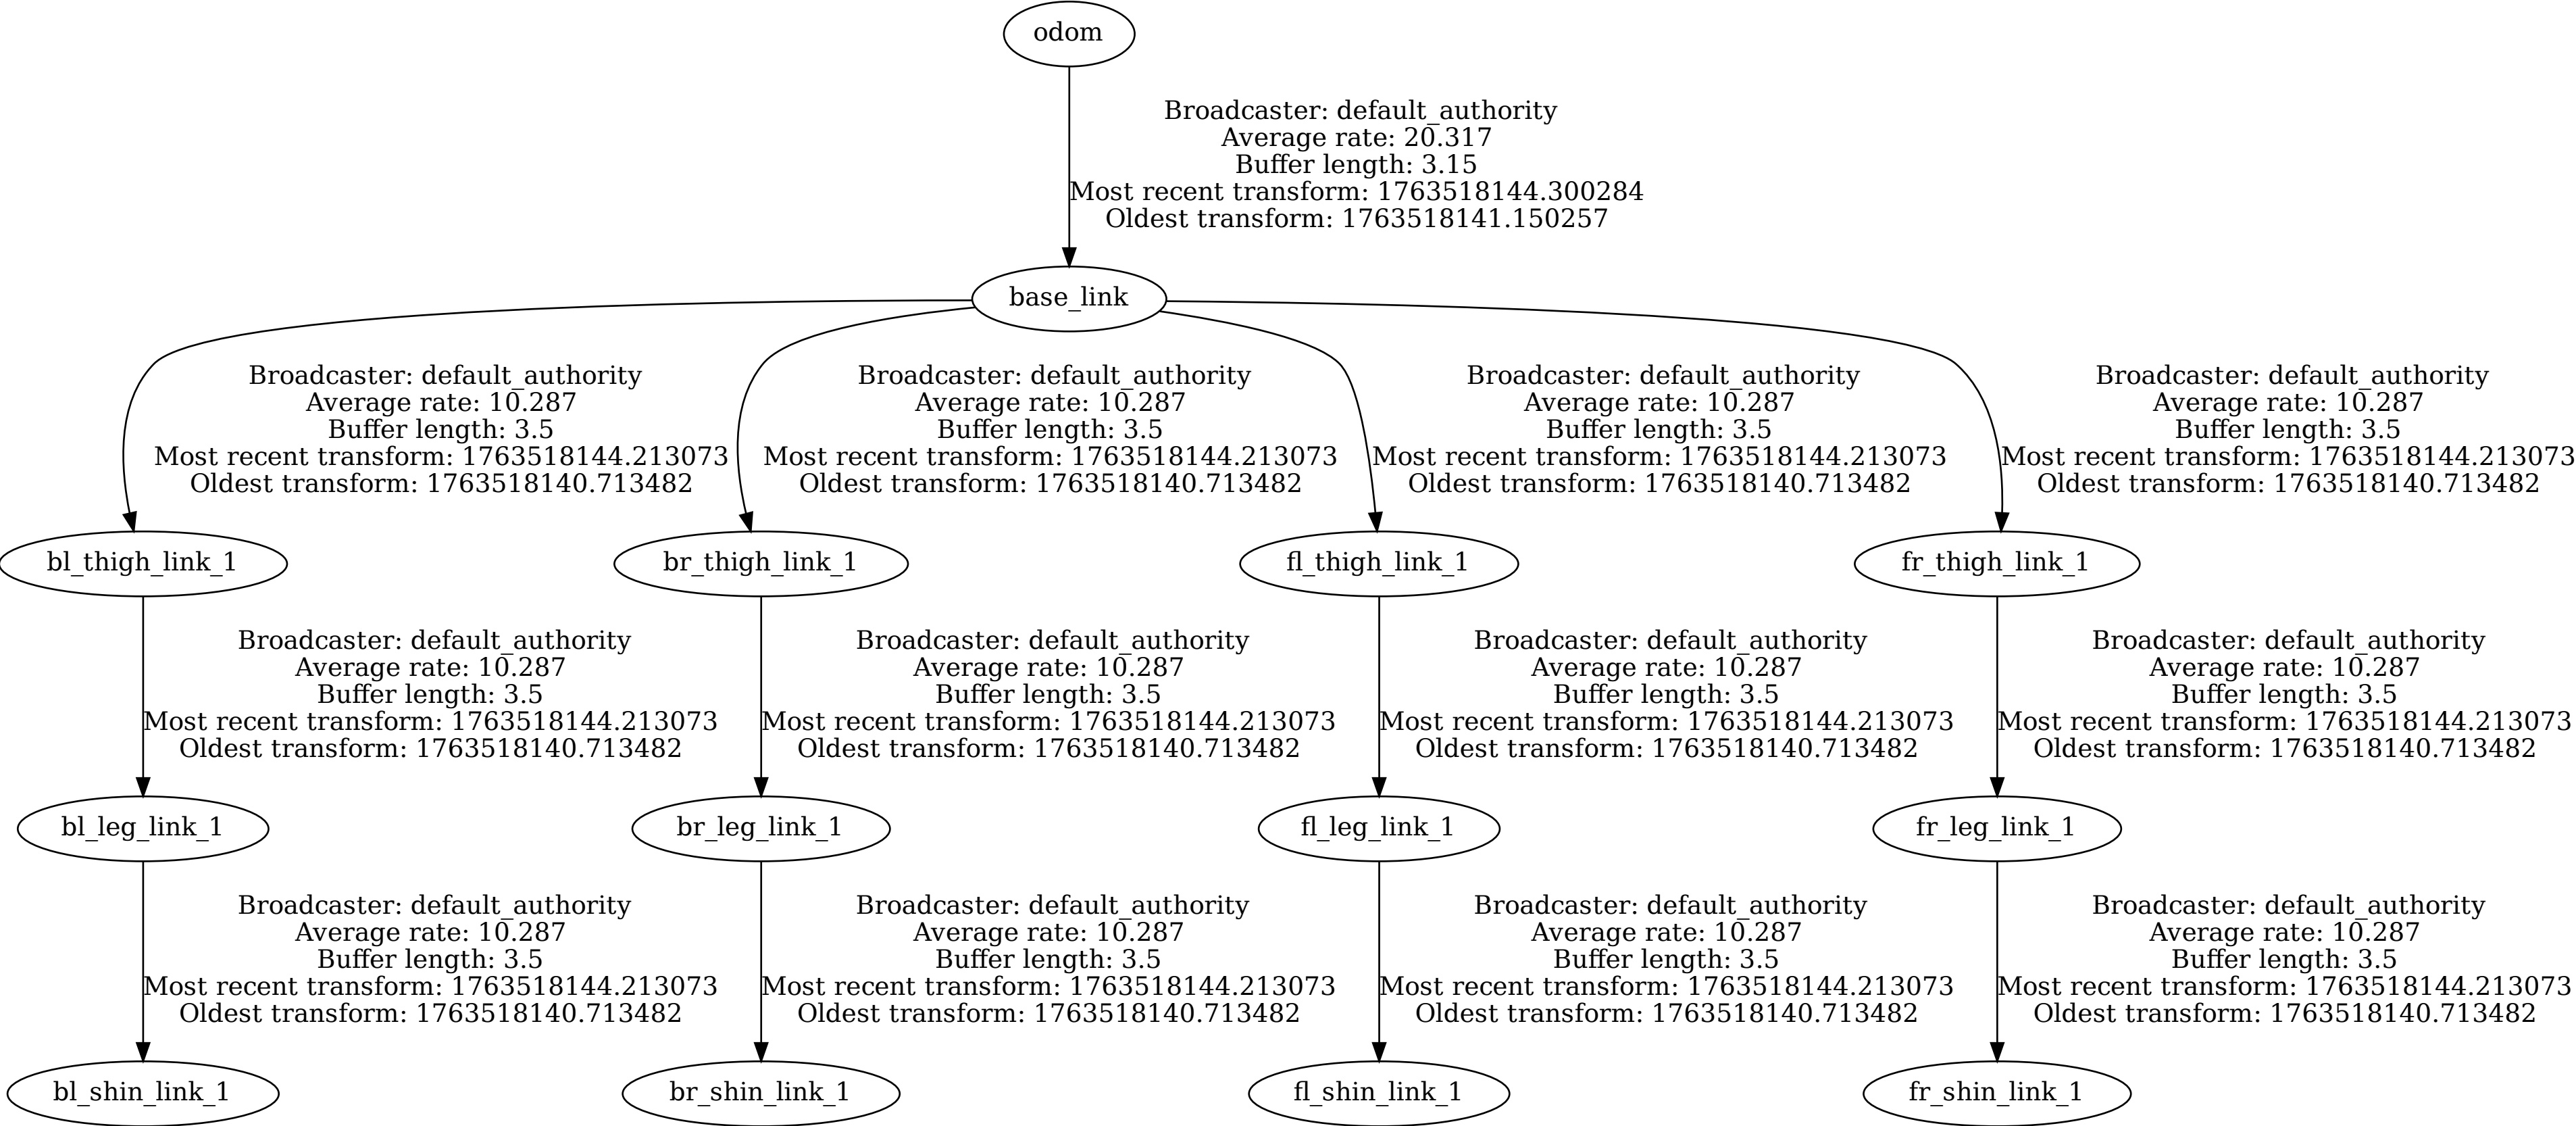 odom
Broadcaster: default_authority
Average rate: 20.317
Buffer length: 3.15
Most recent transform: 1763518144.300284
Oldest transform: 1763518141.150257
base_link
Broadcaster: default_authority
Average rate: 10.287
Buffer length: 3.5
Most recent transform: 1763518144.213073
Oldest transform: 1763518140.713482
Broadcaster: default_authority
Average rate: 10.287
Buffer length: 3.5
Most recent transform: 1763518144.213073
Oldest transform: 1763518140.713482
Broadcaster: default_authority
Average rate: 10.287
Buffer length: 3.5
Most recent transform: 1763518144.213073
Oldest transform: 1763518140.713482
Broadcaster: default_authority
Average rate: 10.287
Buffer length: 3.5
Most recent transform: 1763518144.213073
Oldest transform: 1763518140.713482
bl_thigh_link_1
br_thigh_link_1
fl_thigh_link_1
fr_thigh_link_1
Broadcaster: default_authority
Average rate: 10.287
Buffer length: 3.5
Most recent transform: 1763518144.213073
Oldest transform: 1763518140.713482
Broadcaster: default_authority
Average rate: 10.287
Buffer length: 3.5
Most recent transform: 1763518144.213073
Oldest transform: 1763518140.713482
Broadcaster: default_authority
Average rate: 10.287
Buffer length: 3.5
Most recent transform: 1763518144.213073
Oldest transform: 1763518140.713482
Broadcaster: default_authority
Average rate: 10.287
Buffer length: 3.5
Most recent transform: 1763518144.213073
Oldest transform: 1763518140.713482
bl_leg_link_1
br_leg_link_1
fl_leg_link_1
fr_leg_link_1
Broadcaster: default_authority
Average rate: 10.287
Buffer length: 3.5
Most recent transform: 1763518144.213073
Oldest transform: 1763518140.713482
Broadcaster: default_authority
Average rate: 10.287
Buffer length: 3.5
Most recent transform: 1763518144.213073
Oldest transform: 1763518140.713482
Broadcaster: default_authority
Average rate: 10.287
Buffer length: 3.5
Most recent transform: 1763518144.213073
Oldest transform: 1763518140.713482
Broadcaster: default_authority
Average rate: 10.287
Buffer length: 3.5
Most recent transform: 1763518144.213073
Oldest transform: 1763518140.713482
bl_shin_link_1
br_shin_link_1
fl_shin_link_1
fr_shin_link_1